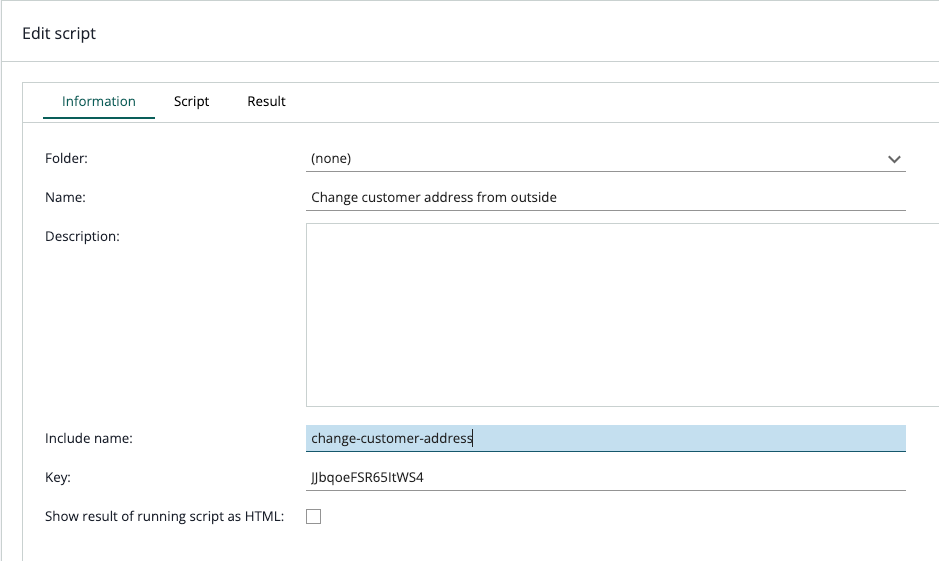 Edit script
Information Script Result
Folder: (none)
Name: Change customer address from outside
Description:
Include name: change-customer-address
Key: JJbqoeFSR65ItWS4
Show result of running script as HTML: